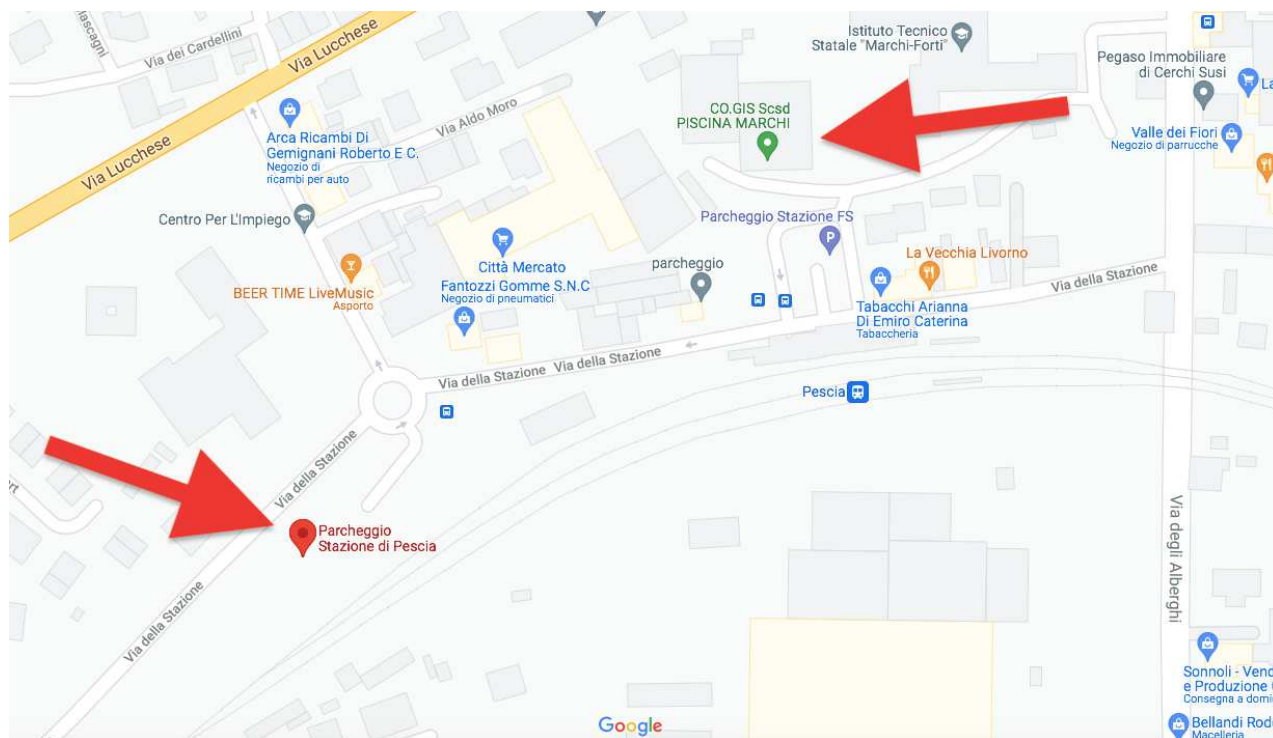 Mascagni
Via dei Cardellini
Via Lucchese
Istituto Tecnico
Statale "Marchi-Forti"
Pegaso Immobiliare
di Cerchi Susi
La
CO.GIS Scsd
PISCINA MARCHI
Via Aldo Moro
Arca Ricambi Di
Gemignani Roberto E C.
Negozio di
ricambi per auto
Valle dei Fiori
Negozio di parrucche
Via Lucchese
Centro Per L'Impiego
Parcheggio Stazione FS
P
La Vecchia Livorno
parcheggio
Città Mercato
Fantozzi Gomme S.N.C
Negozio di pneumatici
BEER TIME LiveMusic
Asporto
Via della Stazione
Tabacchi Arianna
Di Emiro Caterina
Tabaccheria
Via della Stazione
Via della Stazione
Pescia
Via della Stazione
Parcheggio
Stazione di Pescia
Via degli Alberghi
Via della Stazione
Sonnoli - Vend
e Produzione
Consegna a domi
Google
Bellandi Rod
Macelleria